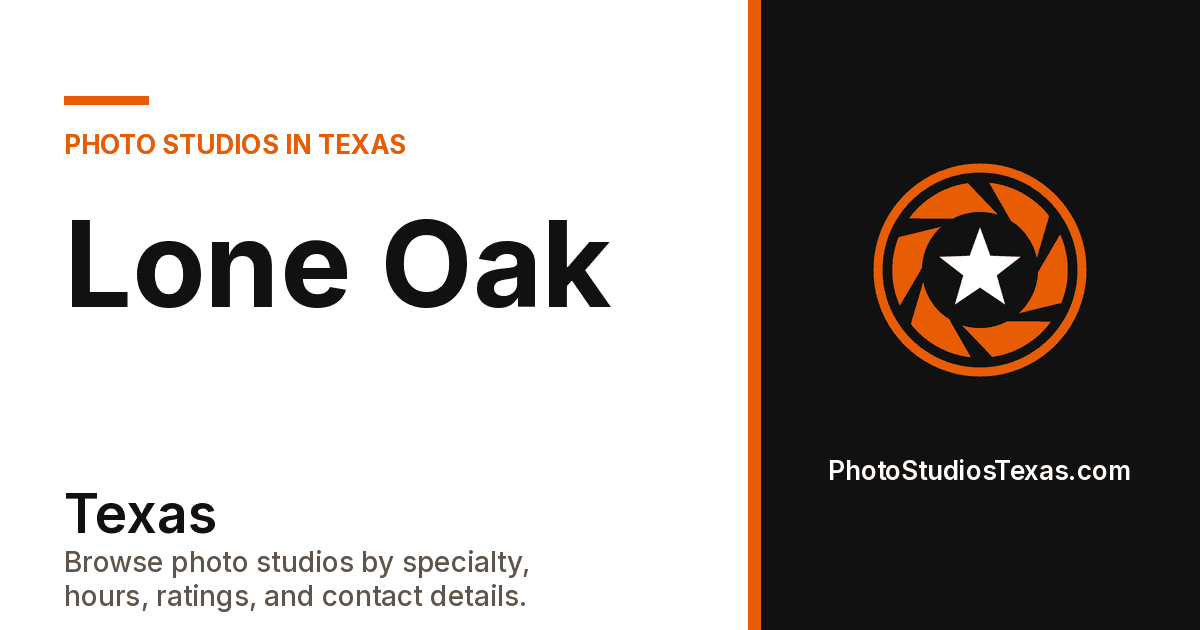 PHOTO STUDIOS IN TEXAS
Lone Oak
Texas
Browse photo studios by specialty,
hours, ratings, and contact details.
PhotoStudiosTexas.com